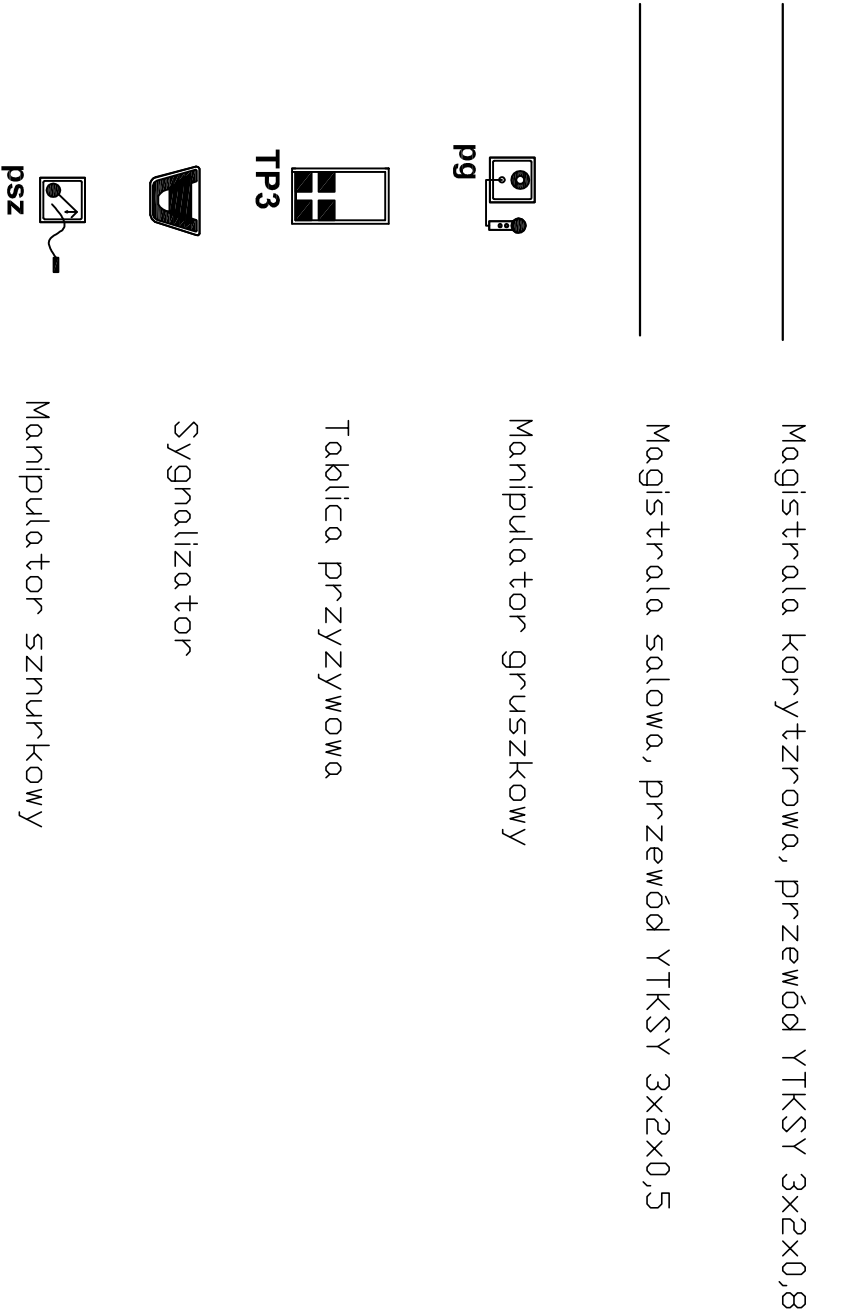 Magistrala korytzrowa, przewód YTKSY 3x2x0,8
Magistrala salowa, przewód YTKSY 3x2x0,5
pg Manipulator gruszkowy
TP3 Tablica przyzywowa
Sygnalizator
psz Manipulator sznurkowy